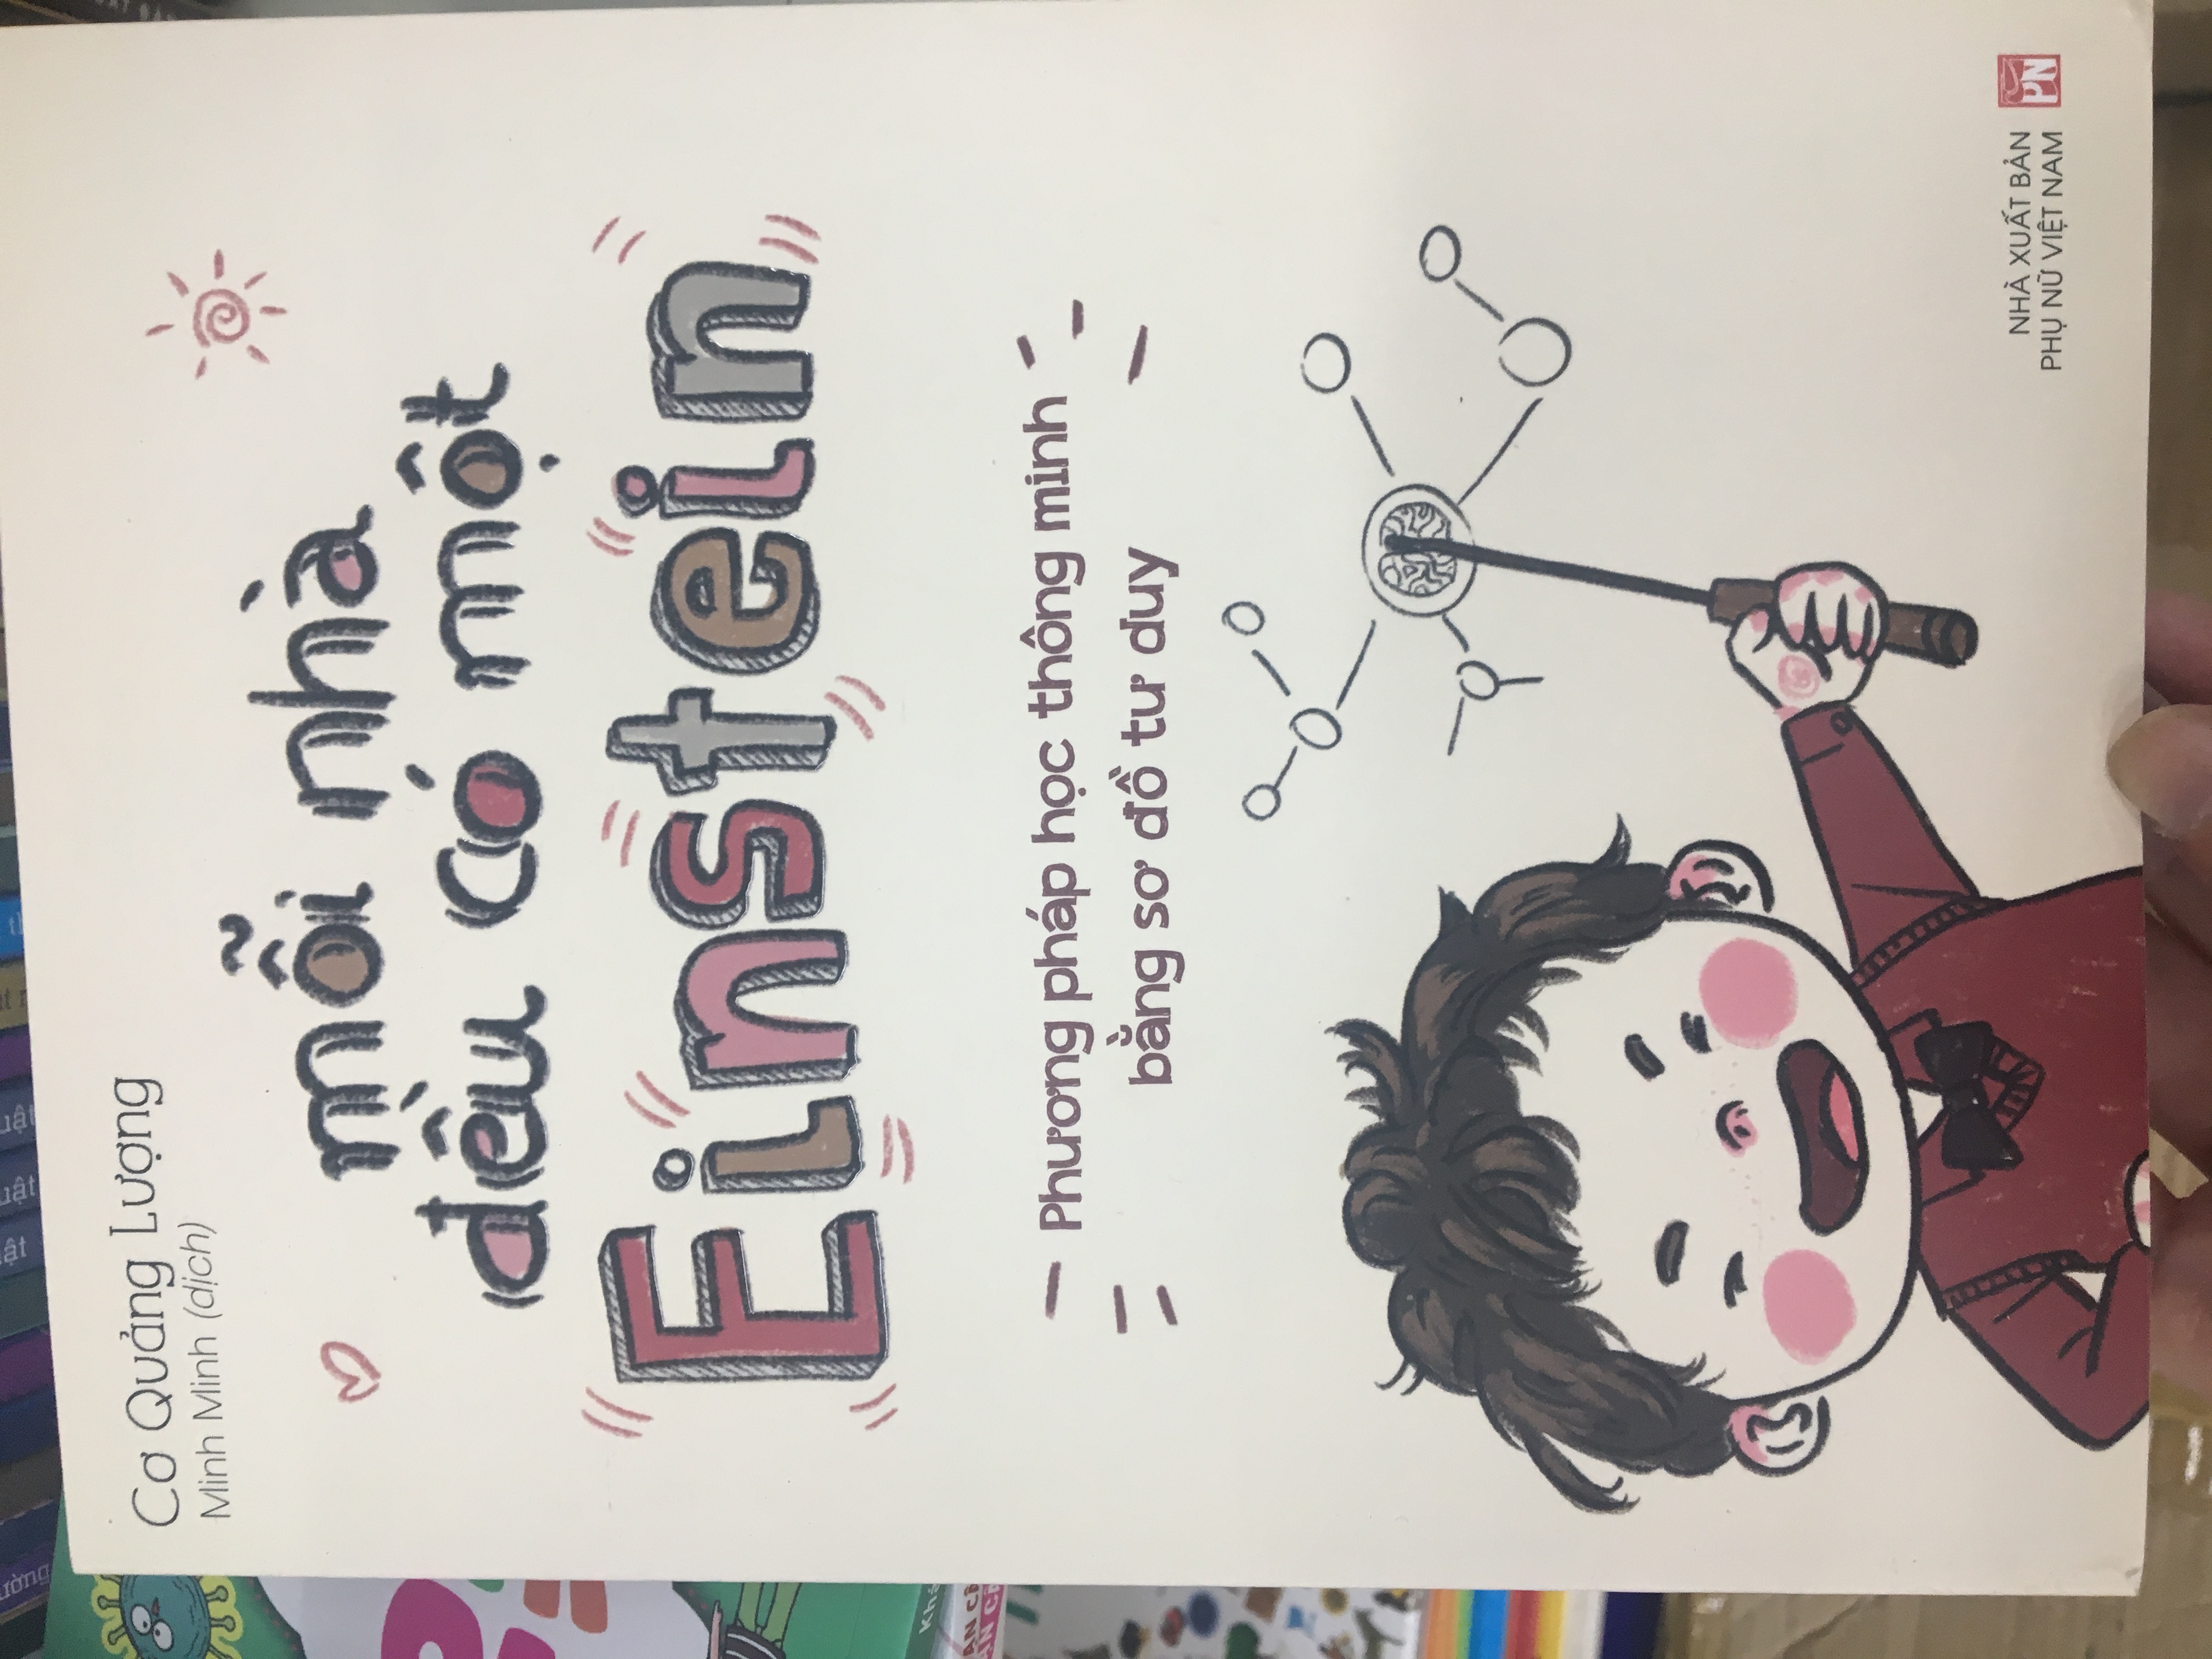 Cơ Quảng Lượng
Minh Minh (dịch)
mỗi nhà
đều có một
Einstein
Phương pháp học thông minh
bằng sơ đồ tư duy
NHÀ XUẤT BẢN
PHỤ NỮ VIỆT NAM
PN